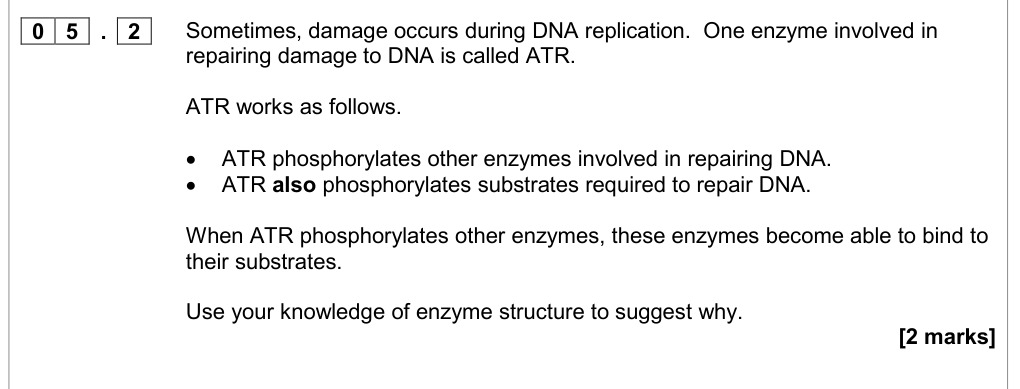 05.2 Sometimes, damage occurs during DNA replication. One enzyme involved in
repairing damage to DNA is called ATR.
ATR works as follows.
• ATR phosphorylates other enzymes involved in repairing DNA.
• ATR also phosphorylates substrates required to repair DNA.
When ATR phosphorylates other enzymes, these enzymes become able to bind to
their substrates.
Use your knowledge of enzyme structure to suggest why.
[2 marks]